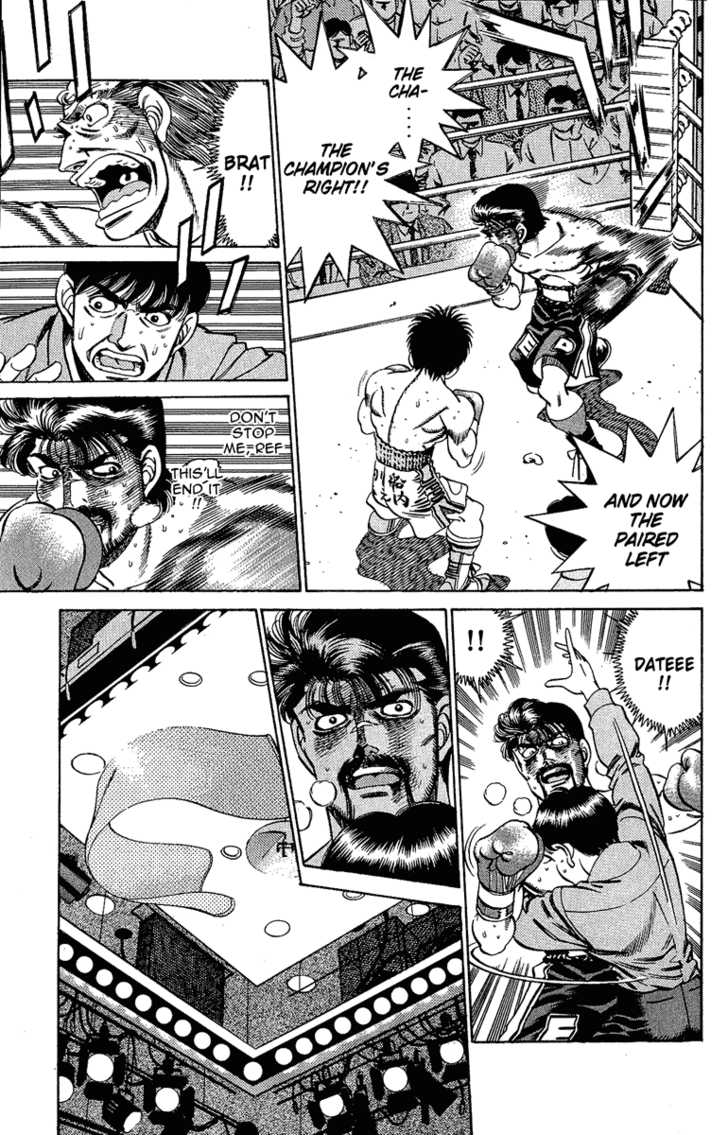 THE
CHA-
THE
CHAMPION'S
RIGHT!!
AND NOW
THE
PAIRED
LEFT
BRAT
!!
DON'T
STOP
ME, REF
THIS'LL
END IT
!!
DATEEE
!!
!!